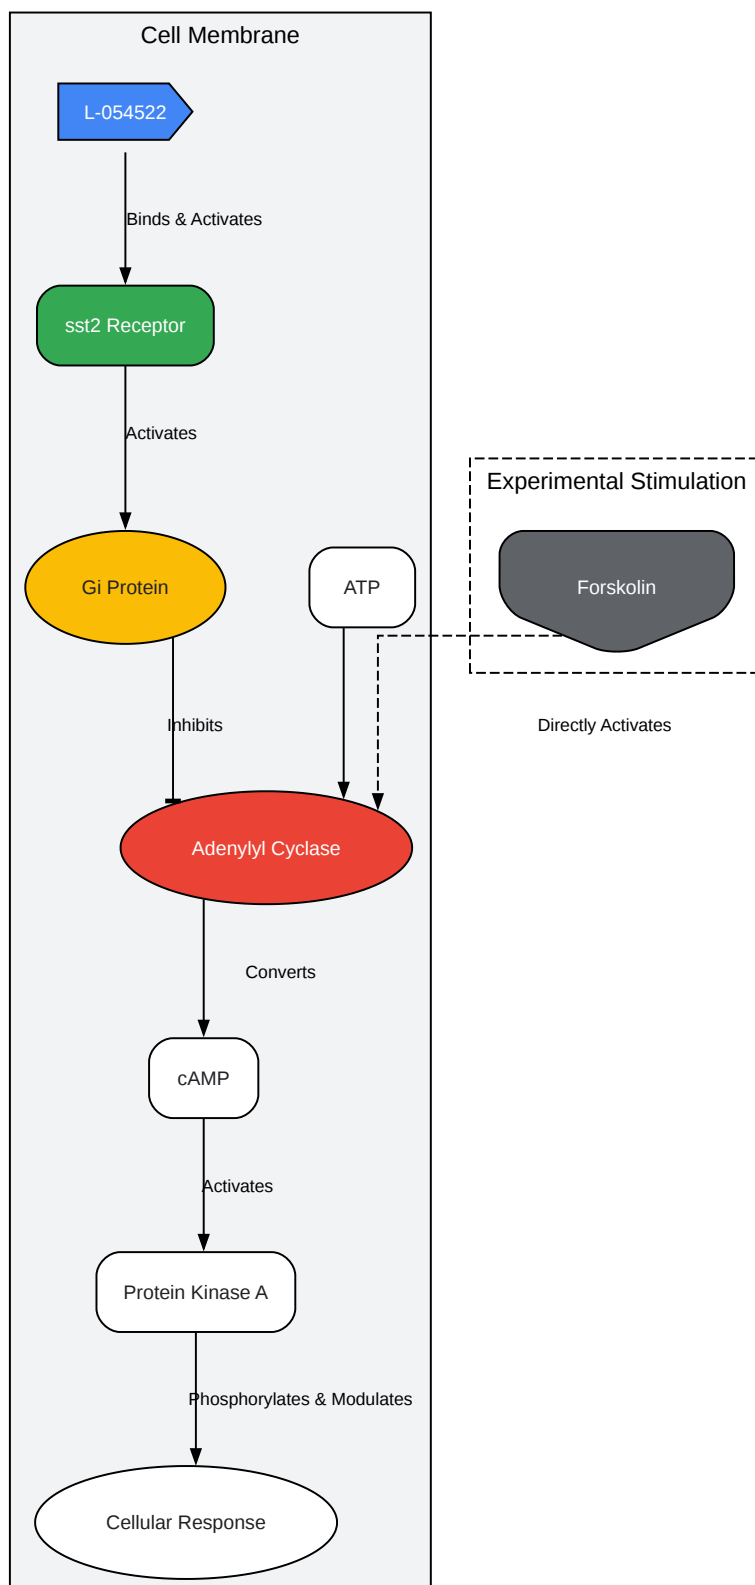 Cell Membrane
L-054522
Binds & Activates
sst2 Receptor
Activates
Experimental Stimulation
Gi Protein
ATP
Forskolin
Inhibits
Directly Activates
Adenylyl Cyclase
Converts
cAMP
Activates
Protein Kinase A
Phosphorylates & Modulates
Cellular Response